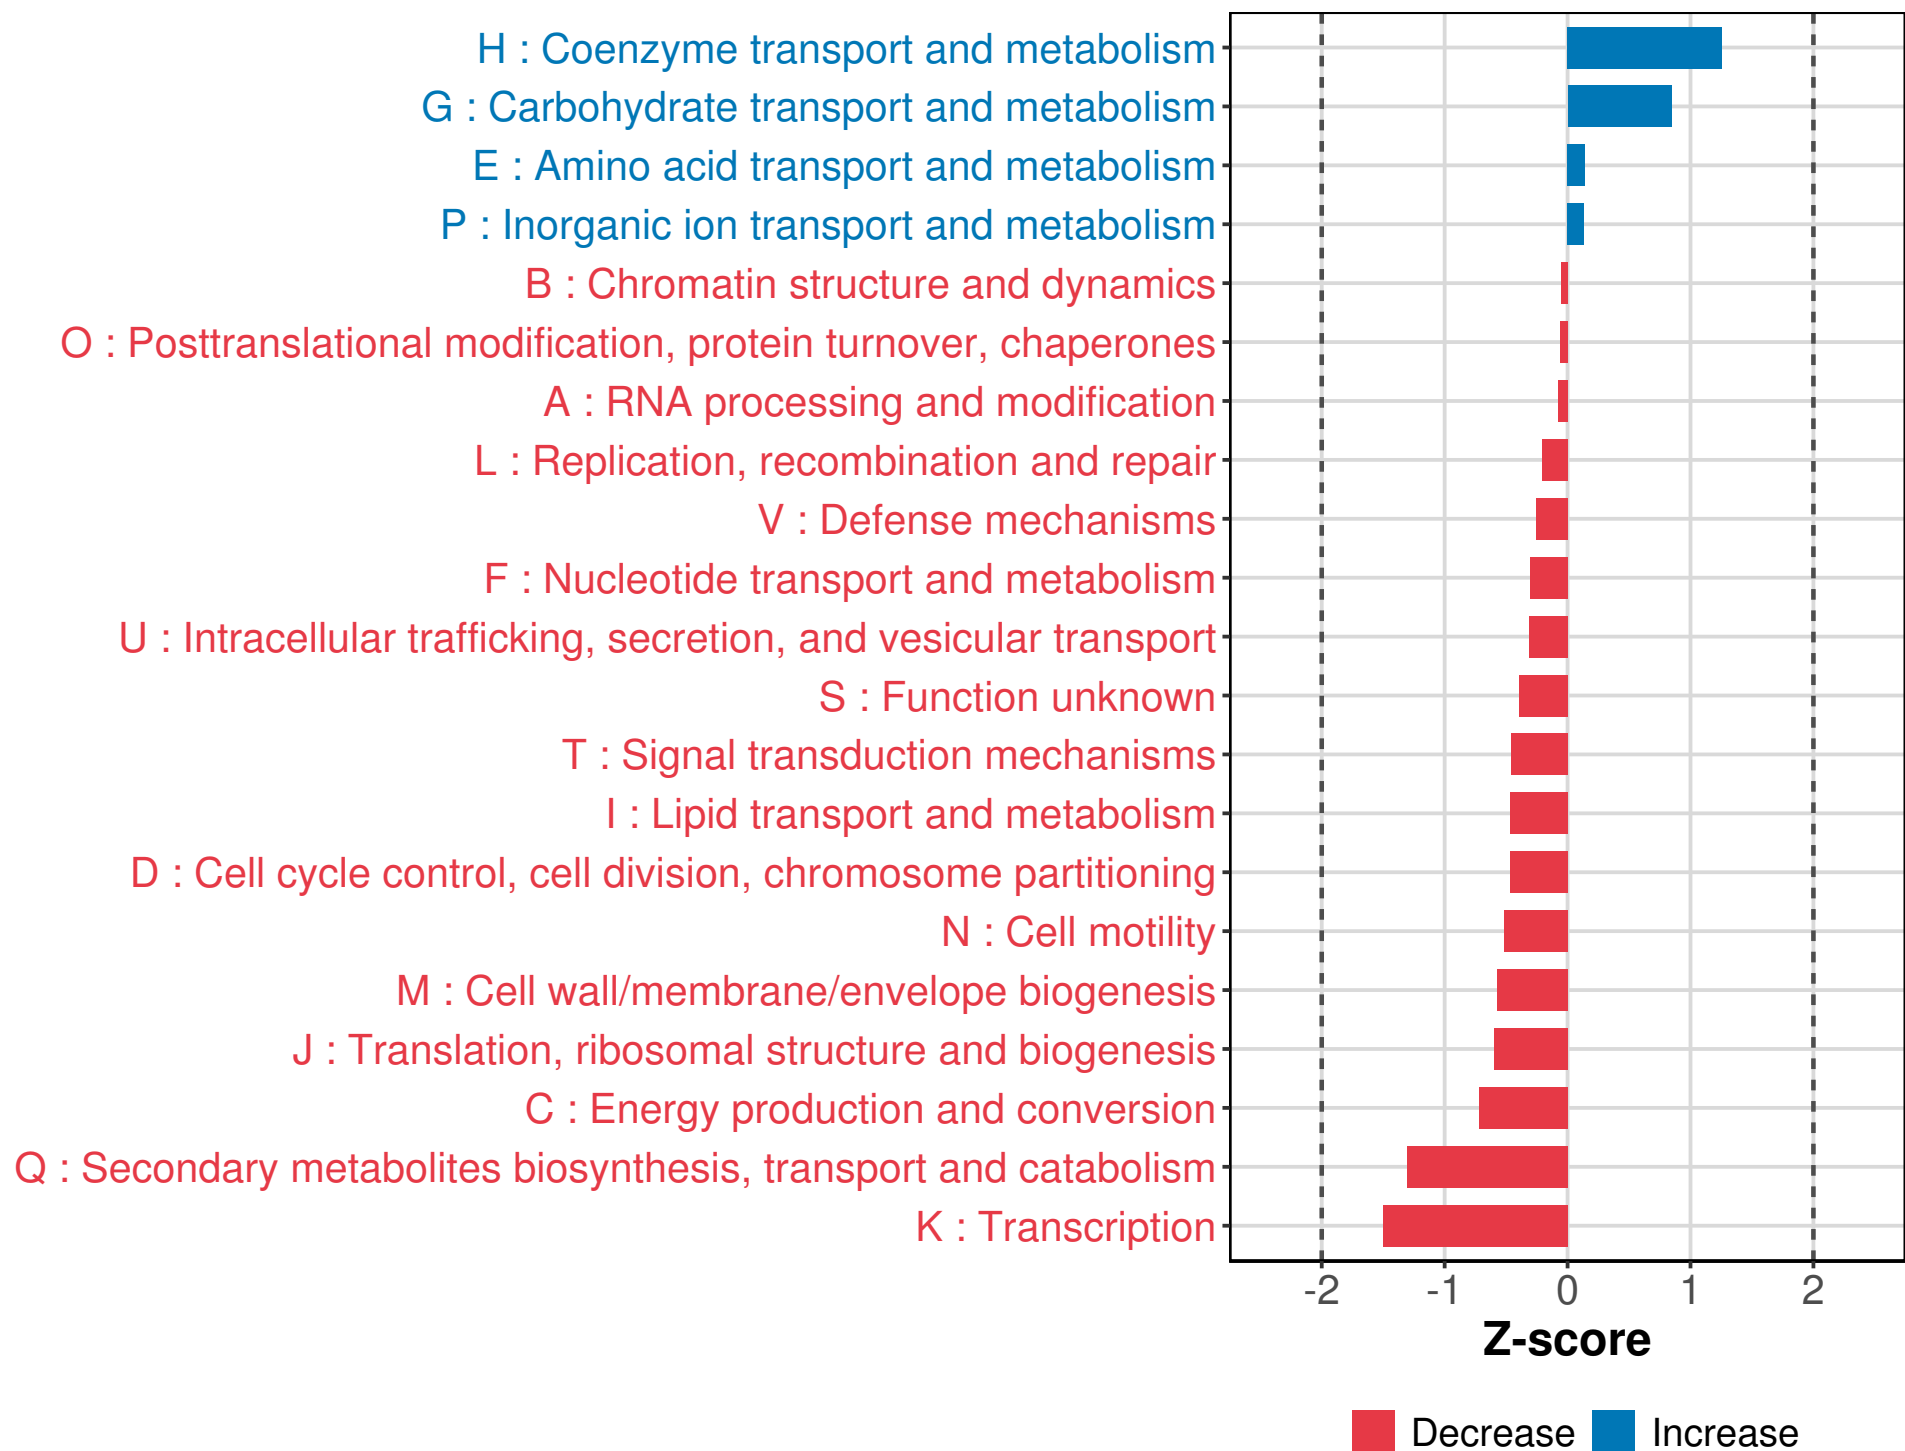 H : Coenzyme transport and metabolism
G : Carbohydrate transport and metabolism
E : Amino acid transport and metabolism
P : Inorganic ion transport and metabolism
B : Chromatin structure and dynamics
O : Posttranslational modification, protein turnover, chaperones
A : RNA processing and modification
L : Replication, recombination and repair
V : Defense mechanisms
F : Nucleotide transport and metabolism
U : Intracellular trafficking, secretion, and vesicular transport
S : Function unknown
T : Signal transduction mechanisms
I : Lipid transport and metabolism
D : Cell cycle control, cell division, chromosome partitioning
N : Cell motility
M : Cell wall/membrane/envelope biogenesis
J : Translation, ribosomal structure and biogenesis
C : Energy production and conversion
Q : Secondary metabolites biosynthesis, transport and catabolism
K : Transcription
-2 -1 0 1 2
Z-score
Decrease Increase